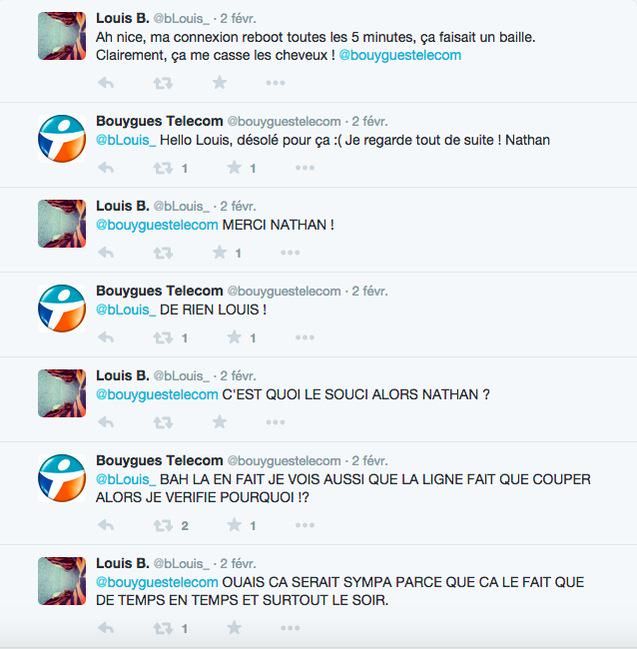 Louis B. @bLouis_ · 2 févr.
Ah nice, ma connexion reboot toutes les 5 minutes, ça faisait un baille.
Clairement, ça me casse les cheveux ! @bouyguestelecom
Bouygues Telecom @bouyguestelecom · 2 févr.
@bLouis_ Hello Louis, désolé pour ça :( Je regarde tout de suite ! Nathan
1 1
Louis B. @bLouis_ · 2 févr.
@bouyguestelecom MERCI NATHAN !
1
Bouygues Telecom @bouyguestelecom · 2 févr.
@bLouis_ DE RIEN LOUIS !
1 1
Louis B. @bLouis_ · 2 févr.
@bouyguestelecom C'EST QUOI LE SOUCI ALORS NATHAN ?
Bouygues Telecom @bouyguestelecom · 2 févr.
@bLouis_ BAH LA EN FAIT JE VOIS AUSSI QUE LA LIGNE FAIT QUE COUPER
ALORS JE VERIFIE POURQUOI !?
2 1
Louis B. @bLouis_ · 2 févr.
@bouyguestelecom OUAIS CA SERAIT SYMPA PARCE QUE CA LE FAIT QUE
DE TEMPS EN TEMPS ET SURTOUT LE SOIR.
1